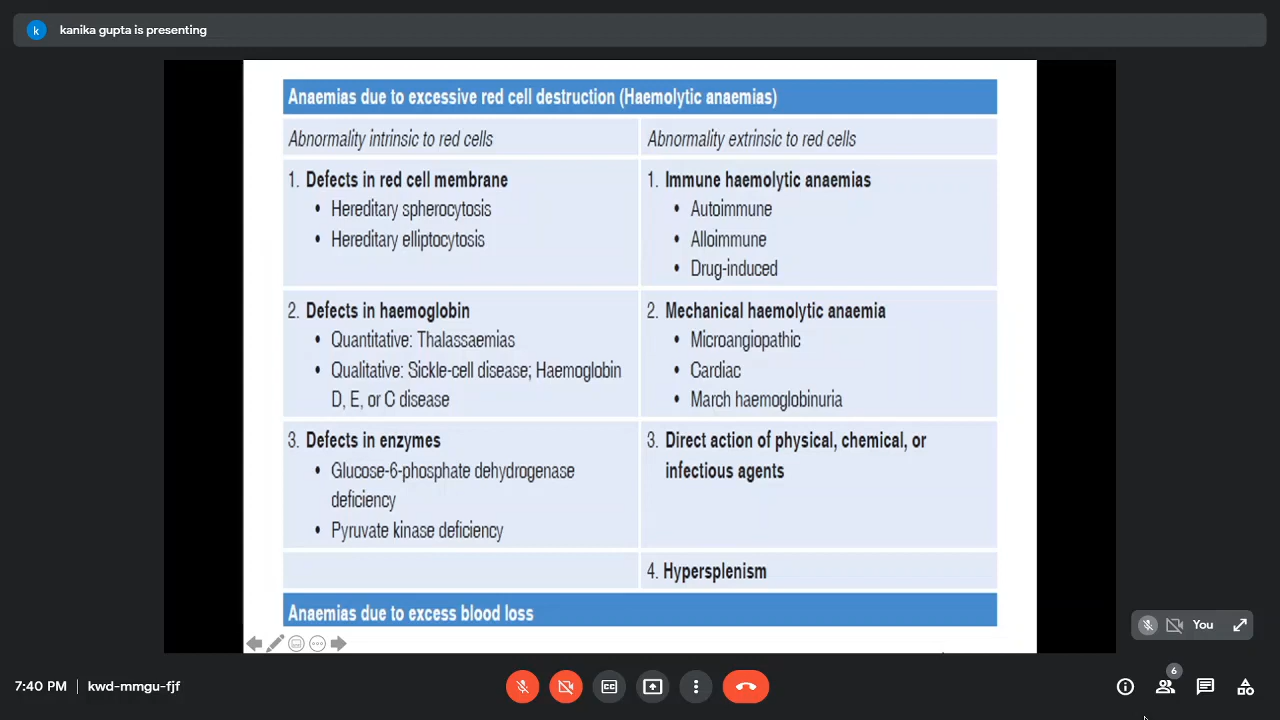 k kanika gupta is presenting
Anaemias due to excessive red cell destruction (Haemolytic anaemias)
Abnormality intrinsic to red cells
Abnormality extrinsic to red cells
1. Defects in red cell membrane
• Hereditary spherocytosis
• Hereditary elliptocytosis
1. Immune haemolytic anaemias
• Autoimmune
• Alloimmune
• Drug-induced
2. Defects in haemoglobin
• Quantitative: Thalassaemias
• Qualitative: Sickle-cell disease; Haemoglobin
D, E, or C disease
2. Mechanical haemolytic anaemia
• Microangiopathic
• Cardiac
• March haemoglobinuria
3. Defects in enzymes
• Glucose-6-phosphate dehydrogenase
deficiency
• Pyruvate kinase deficiency
3. Direct action of physical, chemical, or
infectious agents
4. Hypersplenism
Anaemias due to excess blood loss
You
7:40 PM | kwd-mmgu-fjf
CC
6